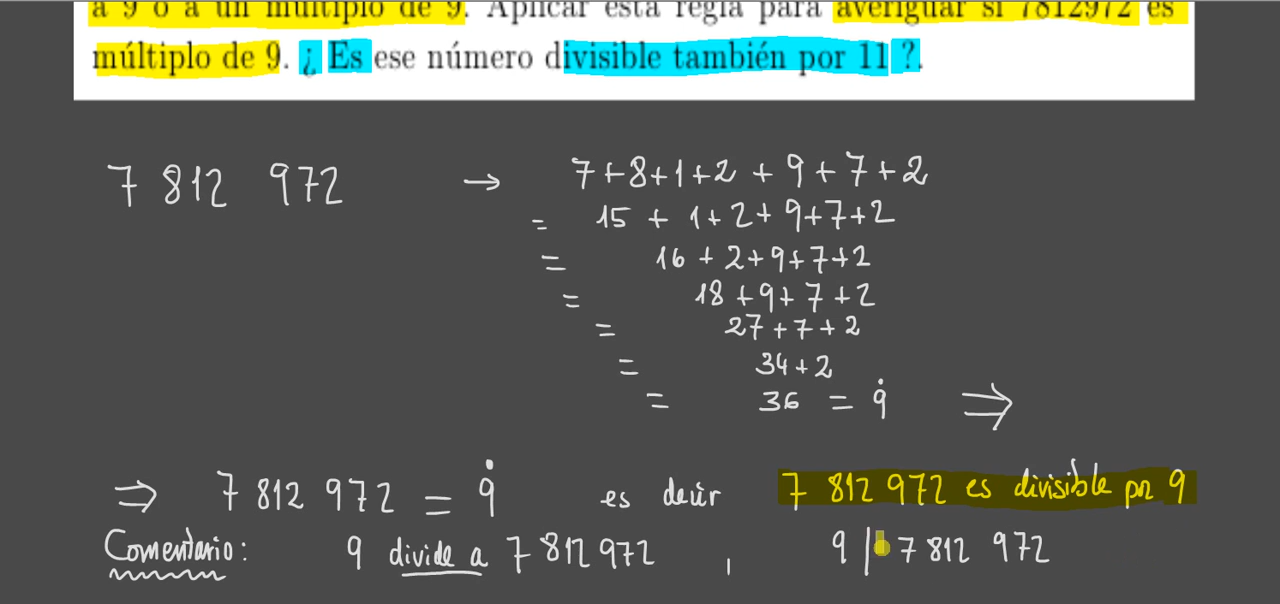 a 9 o a un múltiplo de 9. Aplicar esta regla para averiguar si 7812972 es
múltiplo de 9. ¿ Es ese número divisible también por 11 ?.
7 812 972 → 7+8+1+2 + 9+7+2
= 15 + 1+2+9+7+2
= 16 + 2+9+7+2
= 18+9+7+2
= 27+7+2
= 34+2
= 36 = 9̇ ⇒
⇒ 7 812 972 = 9̇ es decir 7 812 972 es divisible por 9
Comentario: 9 divide a 7 812 972 , 9 | 7 812 972